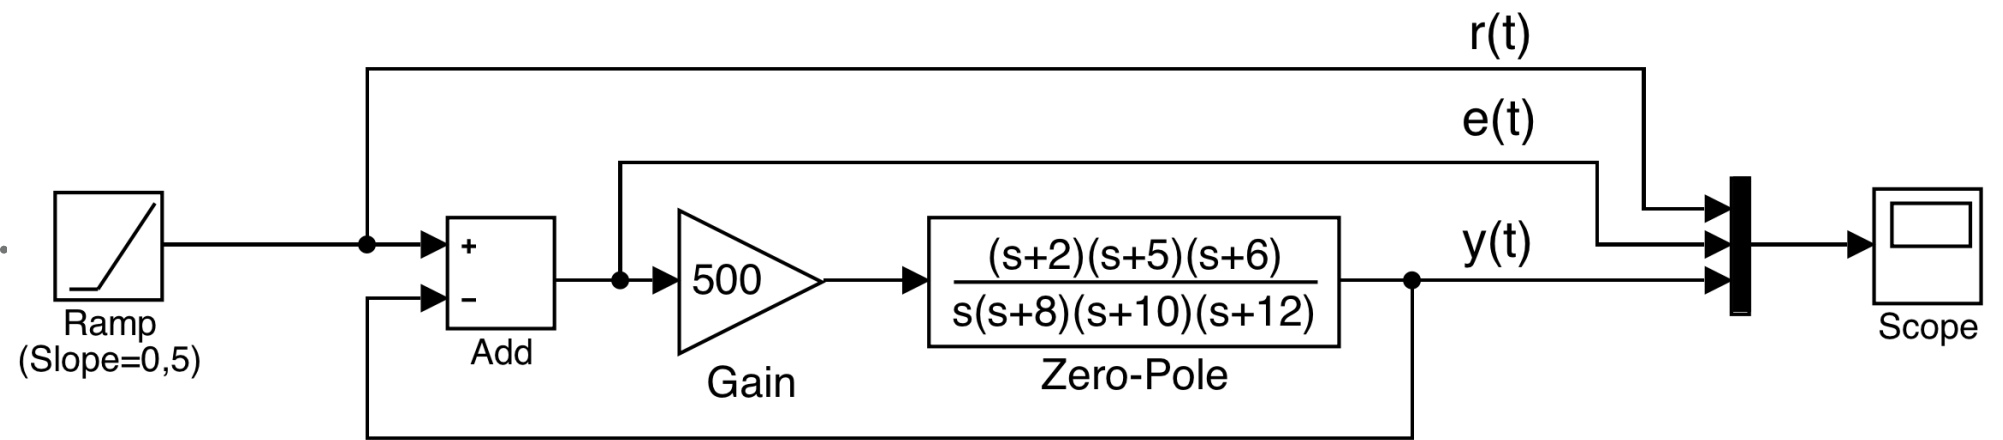 r(t)
e(t)
+
500
(s+2)(s+5)(s+6)
s(s+8)(s+10)(s+12)
y(t)
−
Ramp
(Slope=0,5)
Add
Gain
Zero-Pole
Scope